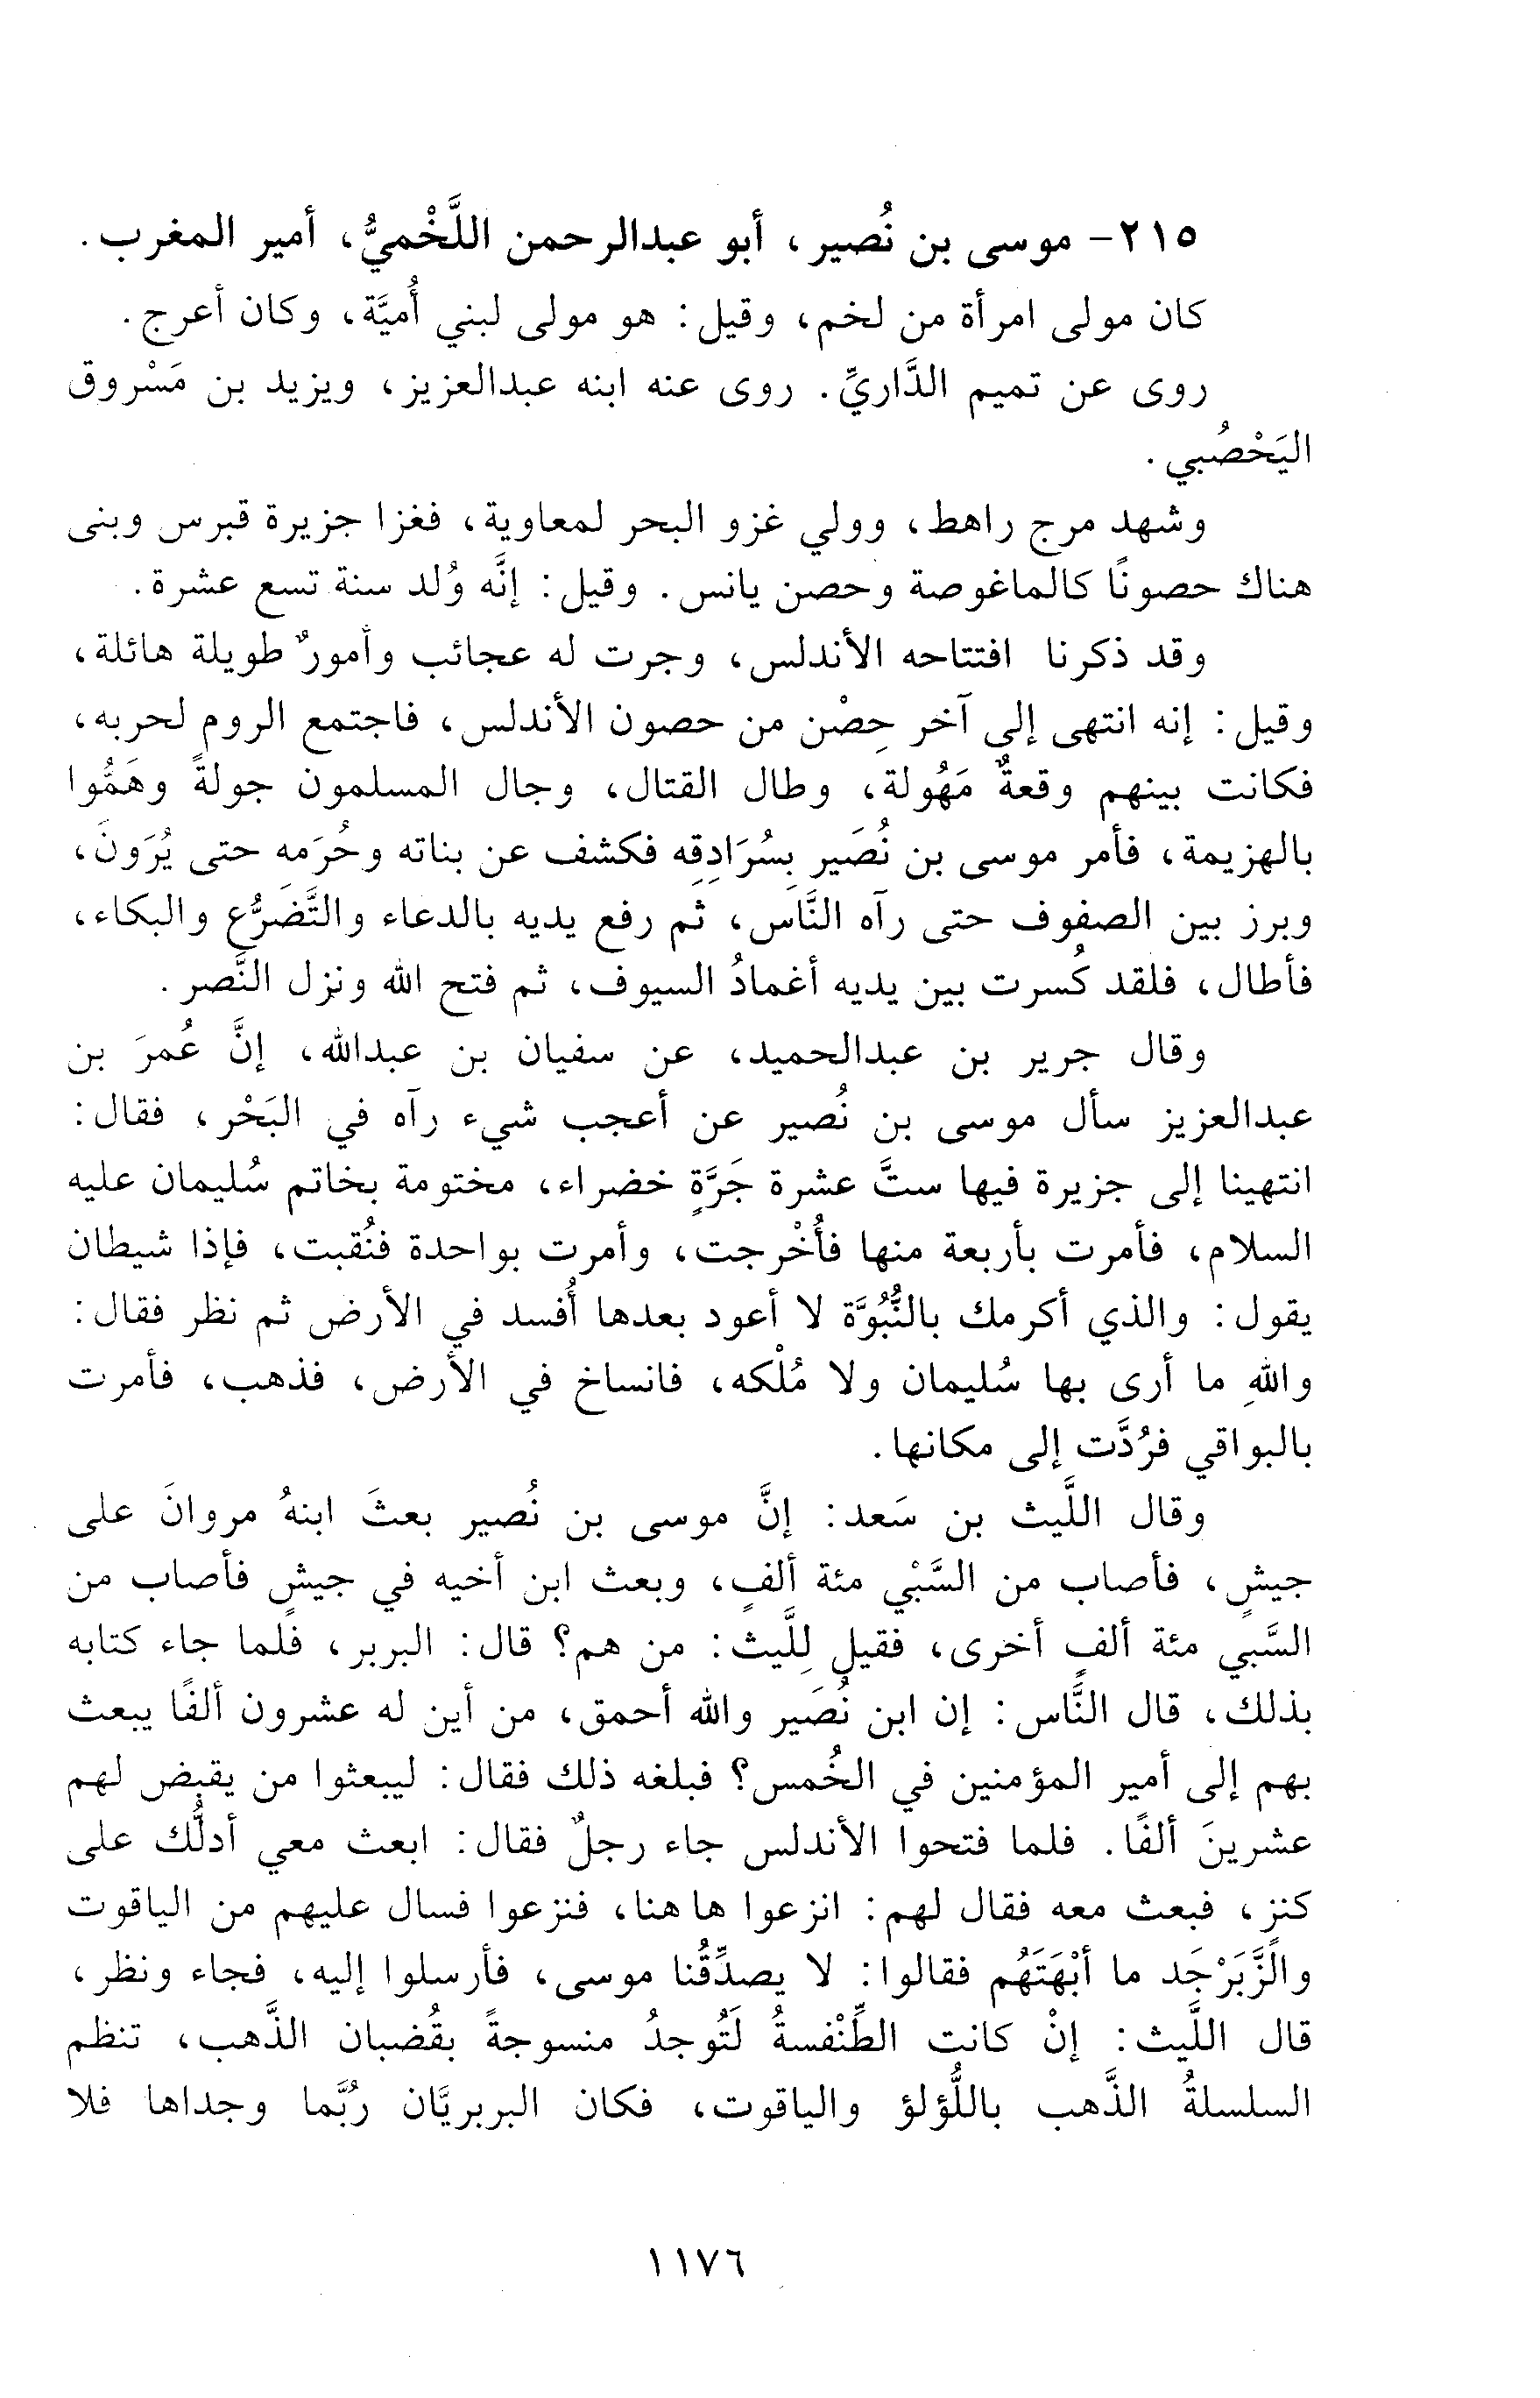 ٢١٥- موسى بن نُصير، أبو عبدالرحمن اللَّخْميُّ، أمير المغرب.
كان مولى امرأة من لخم، وقيل: هو مولى لبني أُميَّة، وكان أعرج.
روى عن تميم الدَّاريِّ. روى عنه ابنه عبدالعزيز، ويزيد بن مَسْروق
اليَحْصُبي.
وشهد مرج راهط، وولي غزو البحر لمعاوية، فغزا جزيرة قبرس وبنى
هناك حصونًا كالماغوصة وحصن يانس. وقيل: إنَّه وُلد سنة تسع عشرة.
وقد ذكرنا افتتاحه الأندلس، وجرت له عجائب وأمورٌ طويلة هائلة،
وقيل: إنه انتهى إلى آخر حِصْن من حصون الأندلس، فاجتمع الروم لحربه،
فكانت بينهم وقعةٌ مَهُولة، وطال القتال، وجال المسلمون جولةً وهَمُّوا
بالهزيمة، فأمر موسى بن نُصَير بِسُرَادِقِه فكشف عن بناته وحُرَمِه حتى يُرَونَ،
وبرز بين الصفوف حتى رآه النَّاس، ثم رفع يديه بالدعاء والتَّضَرُّع والبكاء،
فأطال، فلقد كُسرت بين يديه أغمادُ السيوف، ثم فتح الله ونزل النَّصر.
وقال جرير بن عبدالحميد، عن سفيان بن عبدالله، إنَّ عُمرَ بن
عبدالعزيز سأل موسى بن نُصير عن أعجب شيء رآه في البَحْر، فقال:
انتهينا إلى جزيرة فيها ستَّ عشرة جَرَّةٍ خضراء، مختومة بخاتم سُليمان عليه
السلام، فأمرت بأربعة منها فأُخْرجت، وأمرت بواحدة فنُقبت، فإذا شيطان
يقول: والذي أكرمك بالنُّبُوَّة لا أعود بعدها أُفسد في الأرض ثم نظر فقال:
واللهِ ما أرى بها سُليمان ولا مُلْكه، فانساخ في الأرض، فذهب، فأمرت
بالبواقي فرُدَّت إلى مكانها.
وقال اللَّيث بن سَعد: إنَّ موسى بن نُصير بعثَ ابنهُ مروانَ على
جيشٍ، فأصاب من السَّبْي مئة ألفٍ، وبعث ابن أخيه في جيشٍ فأصاب من
السَّبي مئة ألفٍ أخرى، فقيل لِلَّيث: من هم؟ قال: البربر، فلما جاء كتابه
بذلك، قال النَّاس: إن ابن نُصَير والله أحمق، من أين له عشرون ألفًا يبعث
بهم إلى أمير المؤمنين في الخُمس؟ فبلغه ذلك فقال: ليبعثوا من يقبض لهم
عشرينَ ألفًا. فلما فتحوا الأندلس جاء رجلٌ فقال: ابعث معي أدلُّك على
كنز، فبعث معه فقال لهم: انزعوا ها هنا، فنزعوا فسال عليهم من الياقوت
والزَّبَرْجَد ما أبْهَتَهُم فقالوا: لا يصدِّقُنا موسى، فأرسلوا إليه، فجاء ونظر،
قال اللَّيث: إنْ كانت الطِّنْفسةُ لَتُوجدُ منسوجةً بقُضبان الذَّهب، تنظم
السلسلةُ الذَّهب باللُّؤلؤ والياقوت، فكان البربريَّان رُبَّما وجداها فلا
١١٧٦